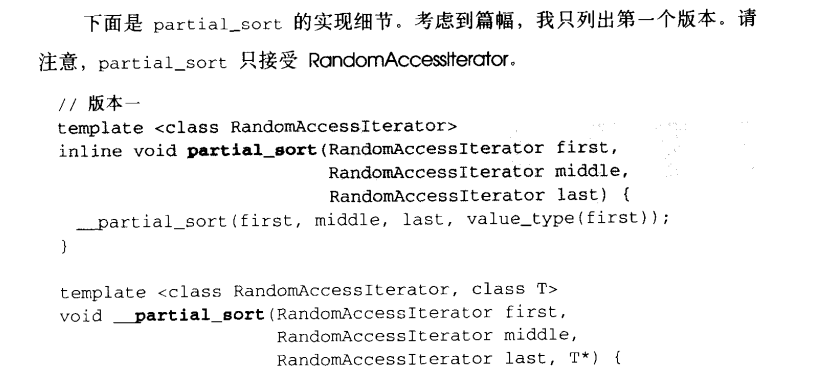 下面是 partial_sort 的实现细节。考虑到篇幅，我只列出第一个版本。请
注意，partial_sort 只接受 RandomAccessIterator。
// 版本一
template <class RandomAccessIterator>
inline void partial_sort(RandomAccessIterator first,
RandomAccessIterator middle,
RandomAccessIterator last) {
__partial_sort(first, middle, last, value_type(first));
}
template <class RandomAccessIterator, class T>
void __partial_sort(RandomAccessIterator first,
RandomAccessIterator middle,
RandomAccessIterator last, T*) {